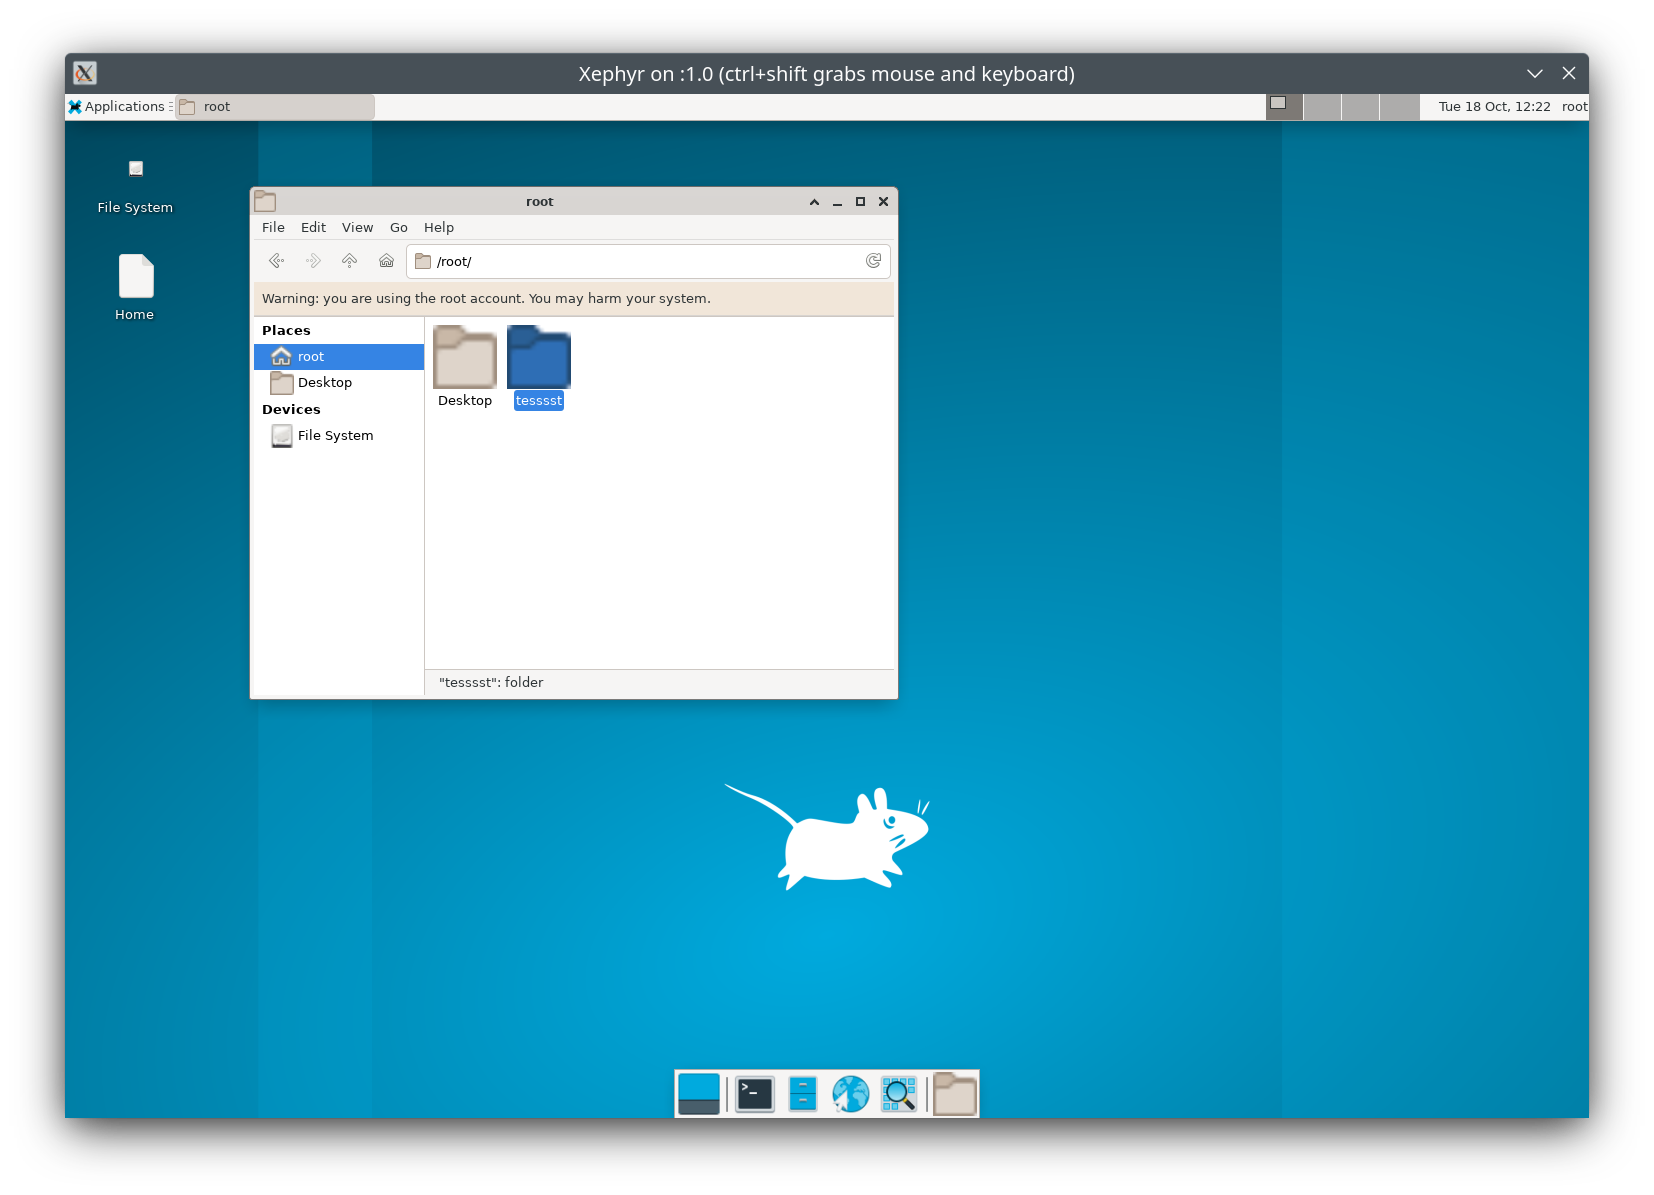 Xephyr on :1.0 (ctrl+shift grabs mouse and keyboard)
Applications root Tue 18 Oct, 12:22 root
File System
Home
root
File Edit View Go Help
/root/
Warning: you are using the root account. You may harm your system.
Places
root
Desktop
Devices
File System
Desktop tesssst
"tesssst": folder
>_